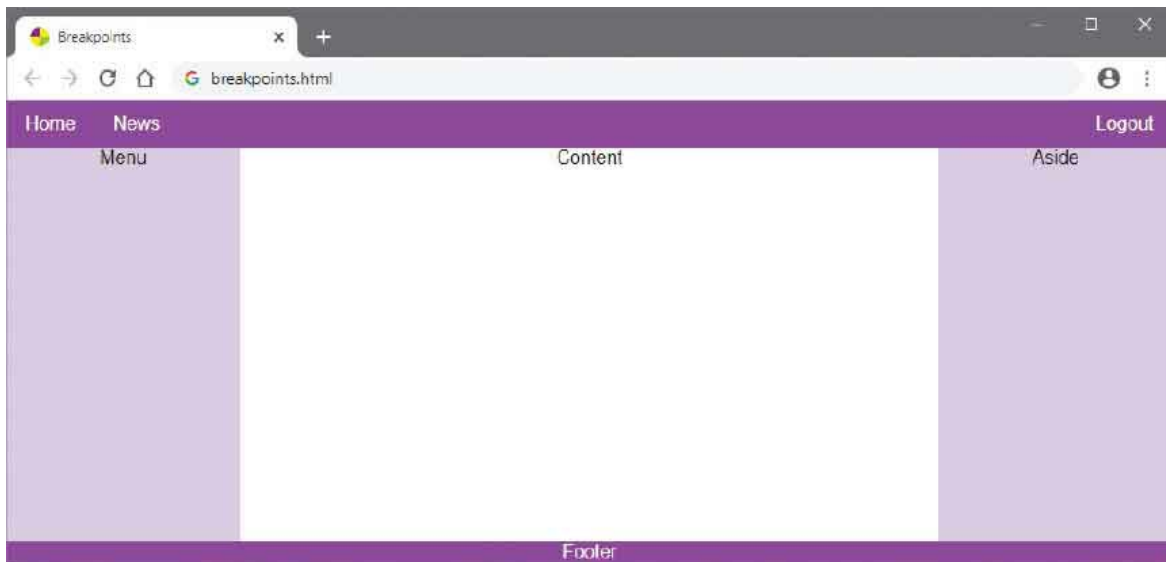 Breakpoints
breakpoints.html
Home News Logout
Menu Content Aside
Footer